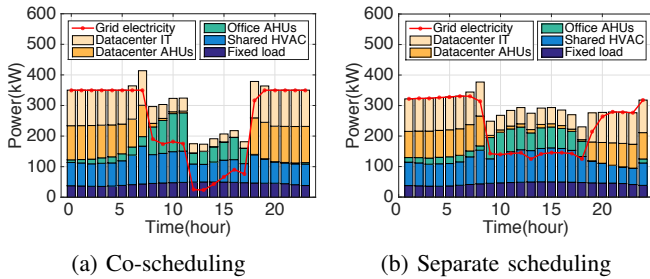 600
500
400
300
200
100
0
Power(kW)
Grid electricity
Datacenter IT
Datacenter AHUs
Office AHUs
Shared HVAC
Fixed load
0 5 10 15 20
Time(hour)
(a) Co-scheduling
600
500
400
300
200
100
0
Power(kW)
Grid electricity
Datacenter IT
Datacenter AHUs
Office AHUs
Shared HVAC
Fixed load
0 5 10 15 20
Time(hour)
(b) Separate scheduling